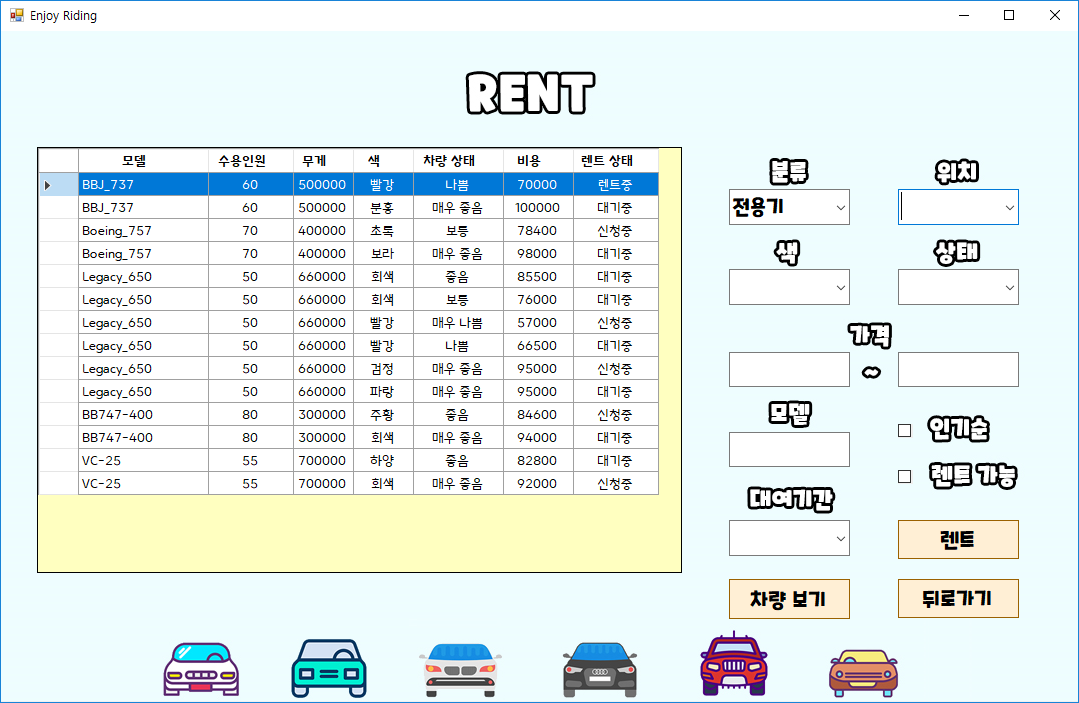 Enjoy Riding
RENT
모델 수용인원 무게 색 차량 상태 비용 렌트 상태
BBJ_737 60 500000 빨강 나쁨 70000 렌트중
BBJ_737 60 500000 분홍 매우 좋음 100000 대기중
Boeing_757 70 400000 초록 보통 78400 신청중
Boeing_757 70 400000 보라 매우 좋음 98000 대기중
Legacy_650 50 660000 회색 좋음 85500 대기중
Legacy_650 50 660000 회색 보통 76000 대기중
Legacy_650 50 660000 빨강 매우 나쁨 57000 신청중
Legacy_650 50 660000 빨강 나쁨 66500 대기중
Legacy_650 50 660000 검정 매우 좋음 95000 신청중
Legacy_650 50 660000 파랑 매우 좋음 95000 대기중
BB747-400 80 300000 주황 좋음 84600 신청중
BB747-400 80 300000 회색 매우 좋음 94000 대기중
VC-25 55 700000 하양 좋음 82800 대기중
VC-25 55 700000 회색 매우 좋음 92000 신청중
분류 위치
전용기
색 상태
가격
~
모델
인기순
렌트 가능
대여기간
렌트
차량 보기 뒤로가기